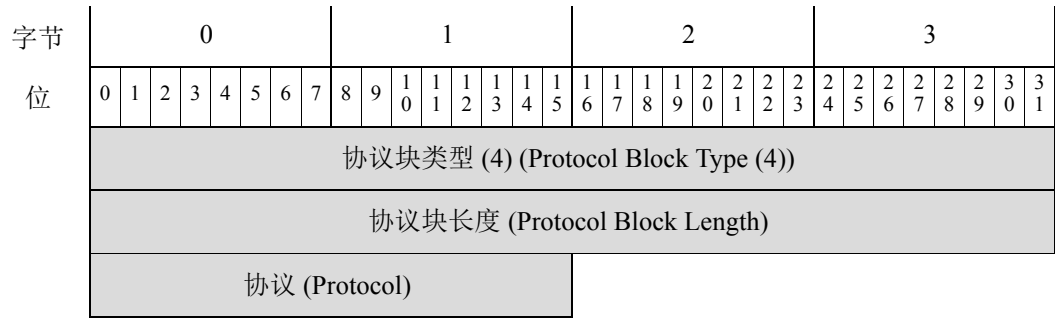 字节 0 1 2 3
位 0 1 2 3 4 5 6 7 8 9 10 11 12 13 14 15 16 17 18 19 20 21 22 23 24 25 26 27 28 29 30 31
协议块类型 (4) (Protocol Block Type (4))
协议块长度 (Protocol Block Length)
协议 (Protocol)